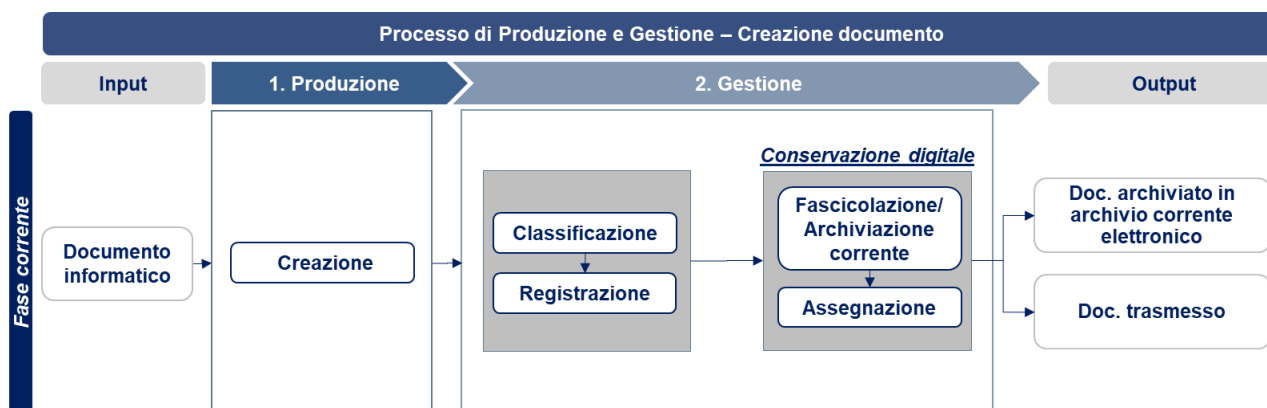 Processo di Produzione e Gestione – Creazione documento
Input
1. Produzione
2. Gestione
Output
Fase corrente
Documento
informatico
Creazione
Classificazione
Registrazione
Conservazione digitale
Fascicolazione/
Archiviazione
corrente
Assegnazione
Doc. archiviato in
archivio corrente
elettronico
Doc. trasmesso